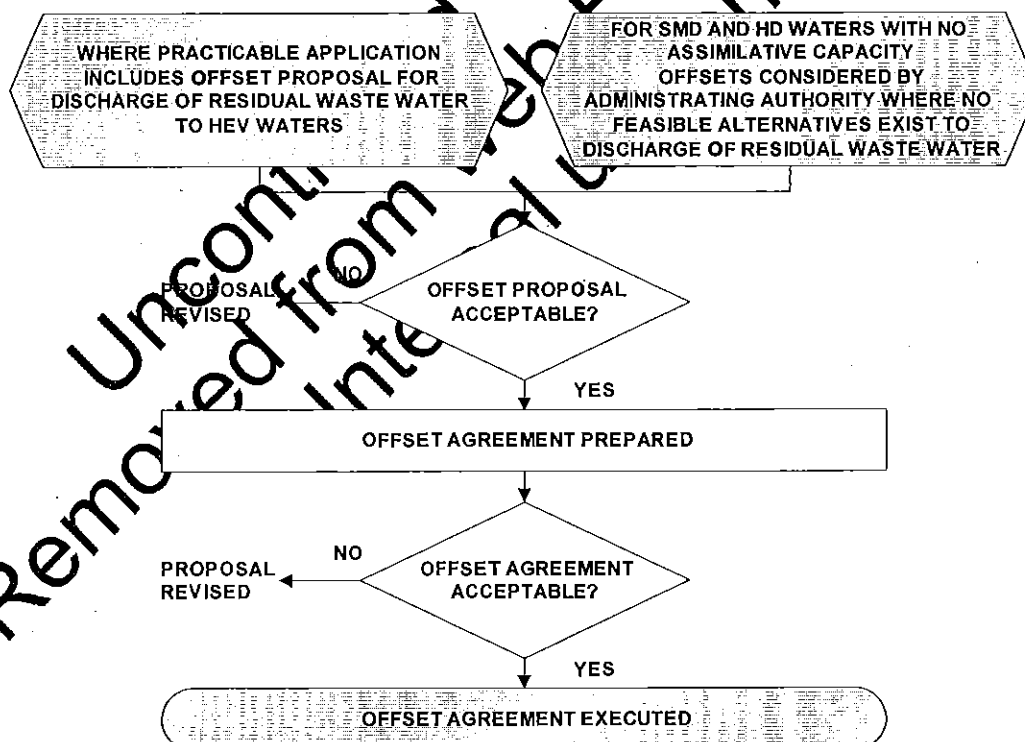 WHERE PRACTICABLE APPLICATION
INCLUDES OFFSET PROPOSAL FOR
DISCHARGE OF RESIDUAL WASTE WATER
TO HEV WATERS
FOR SMD AND HD WATERS WITH NO
ASSIMILATIVE CAPACITY
OFFSETS CONSIDERED BY
ADMINISTRATING AUTHORITY WHERE NO
FEASIBLE ALTERNATIVES EXIST TO
DISCHARGE OF RESIDUAL WASTE WATER
OFFSET PROPOSAL
ACCEPTABLE?
NO
PROPOSAL
REVISED
YES
OFFSET AGREEMENT PREPARED
OFFSET AGREEMENT
ACCEPTABLE?
NO
PROPOSAL
REVISED
YES
OFFSET AGREEMENT EXECUTED
Removed from